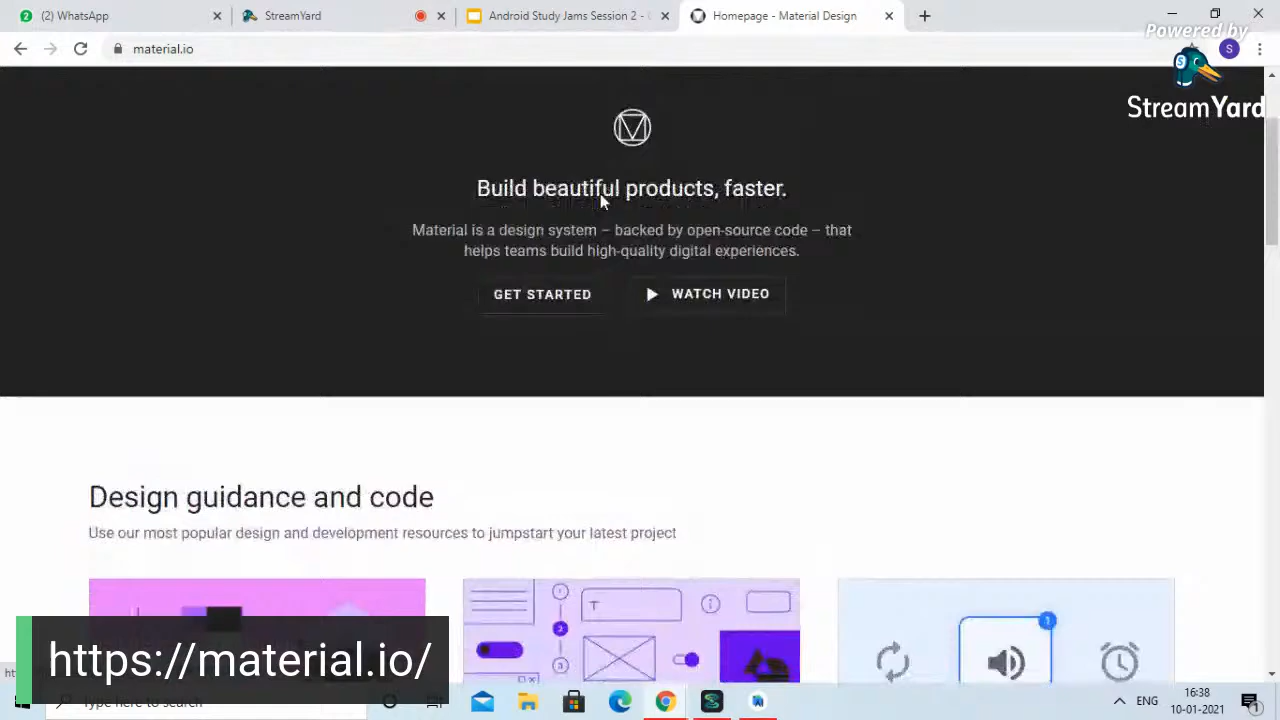 (2) WhatsApp
StreamYard
Android Study Jams Session 2 - G
Homepage - Material Design
material.io
S
Powered by
StreamYard
Build beautiful products, faster.
Material is a design system – backed by open-source code – that
helps teams build high-quality digital experiences.
GET STARTED
WATCH VIDEO
Design guidance and code
Use our most popular design and development resources to jumpstart your latest project
https://material.io/
Type here to search
ENG
16:38
10-01-2021